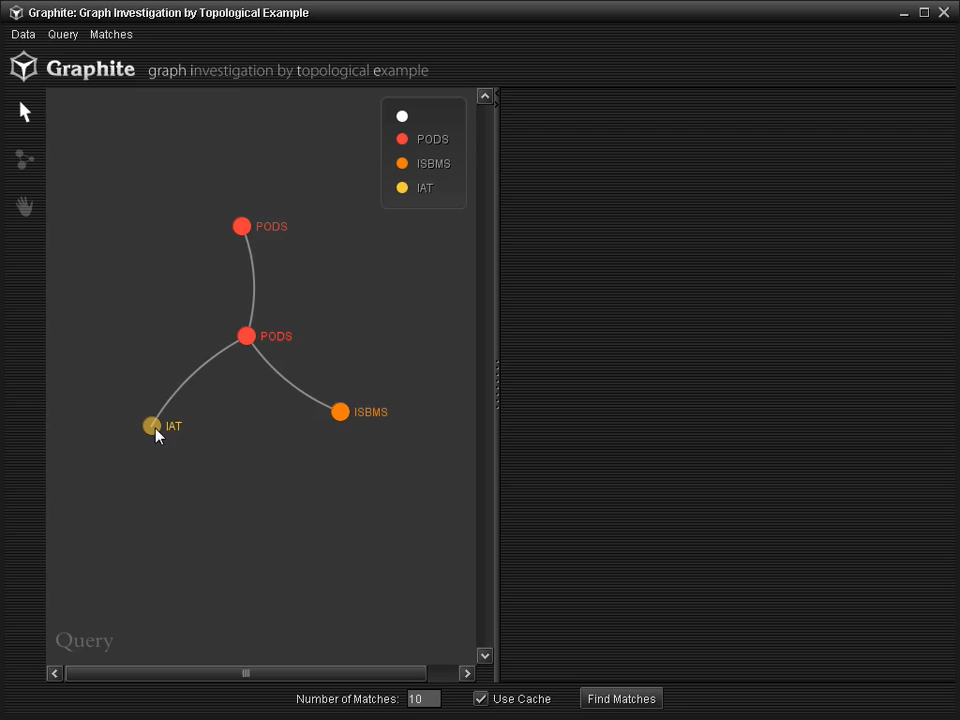 Graphite: Graph Investigation by Topological Example
Data Query Matches
Graphite graph investigation by topological example
PODS
ISBMS
IAT
PODS
PODS
ISBMS
IAT
Query
Number of Matches: 10 Use Cache Find Matches